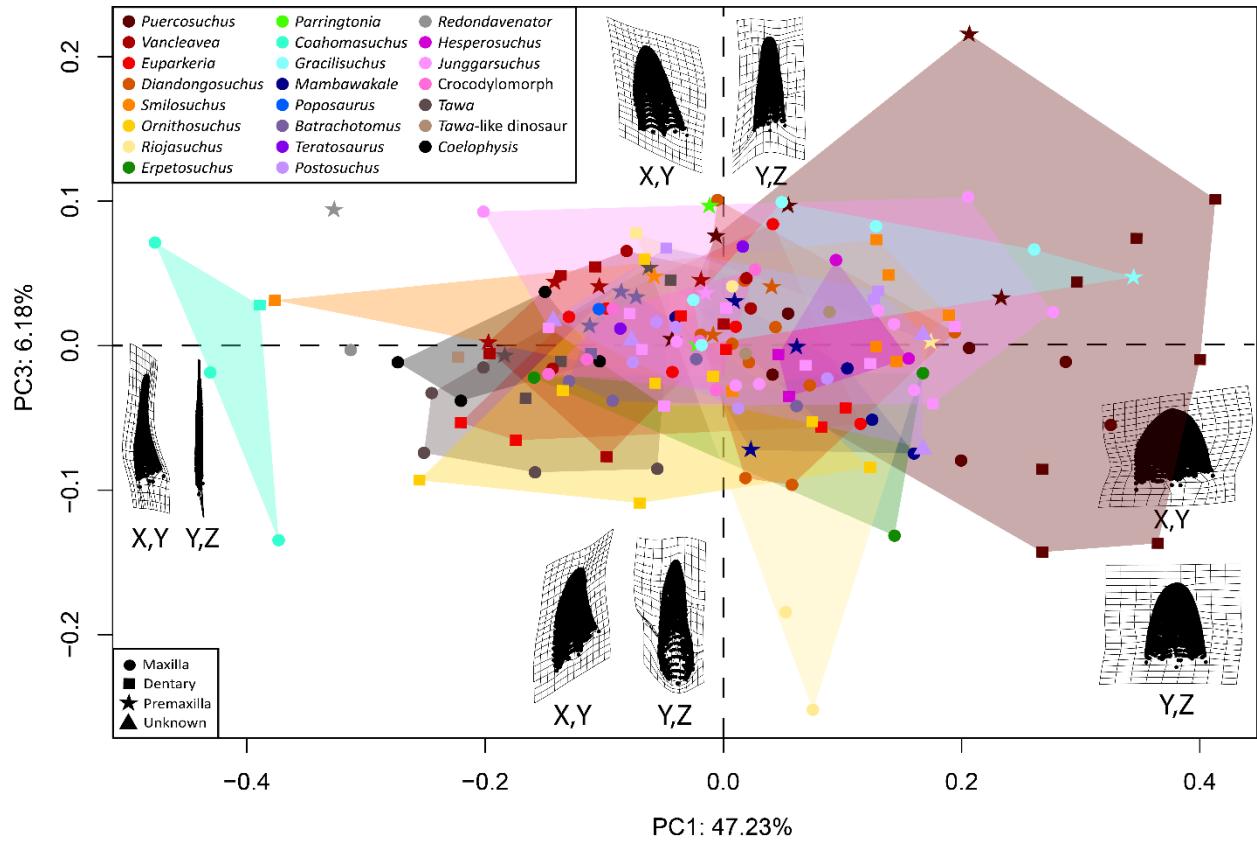 Puercosuchus
Vancleavea
Euparkeria
Diandongosuchus
Smilosuchus
Ornithosuchus
Riojasuchus
Erpetosuchus
Parringtonia
Coahomasuchus
Gracilisuchus
Mambawakale
Poposaurus
Batrachotomus
Teratosaurus
Postosuchus
Redondavenator
Hesperosuchus
Junggarsuchus
Crocodylomorph
Tawa
Tawa-like dinosaur
Coelophysis
X,Y
Y,Z
0.2
0.1
0.0
−0.1
−0.2
PC3: 6.18%
X,Y
Y,Z
X,Y
Y,Z
X,Y
Y,Z
Maxilla
Dentary
Premaxilla
Unknown
−0.4
−0.2
0.0
0.2
0.4
PC1: 47.23%